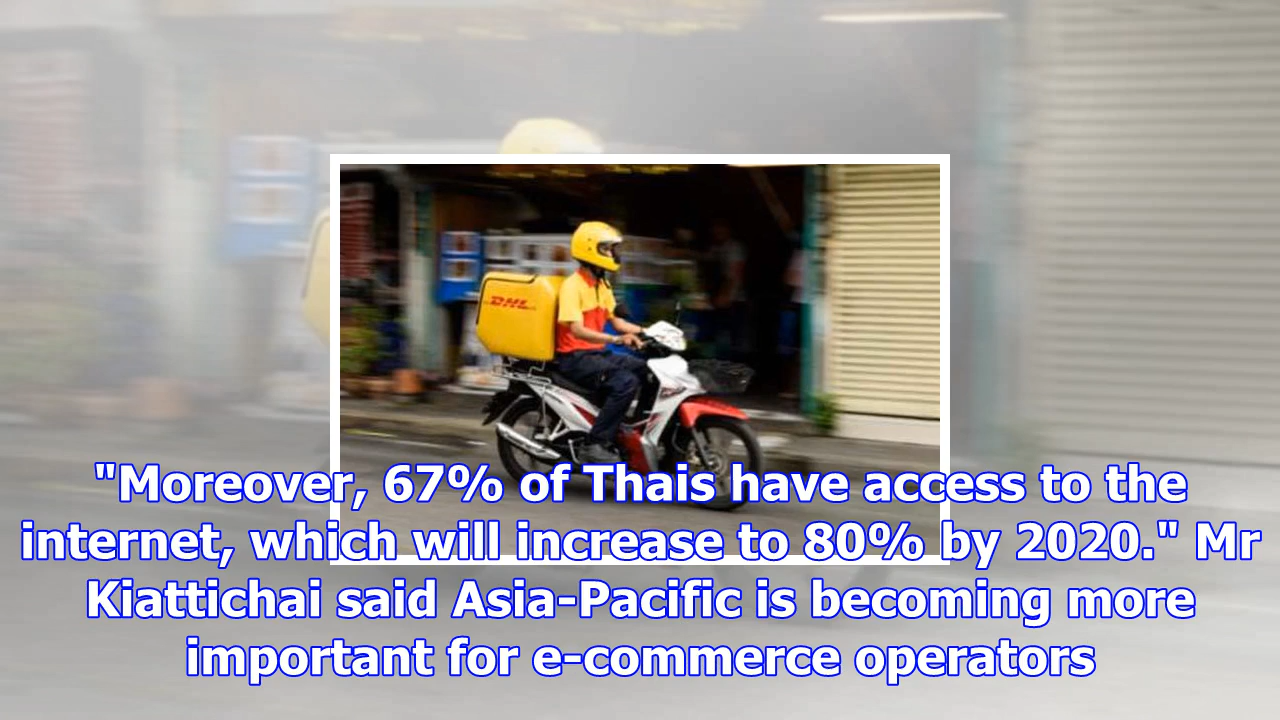 DHL
"Moreover, 67% of Thais have access to the
internet, which will increase to 80% by 2020." Mr
Kiattichai said Asia-Pacific is becoming more
important for e-commerce operators